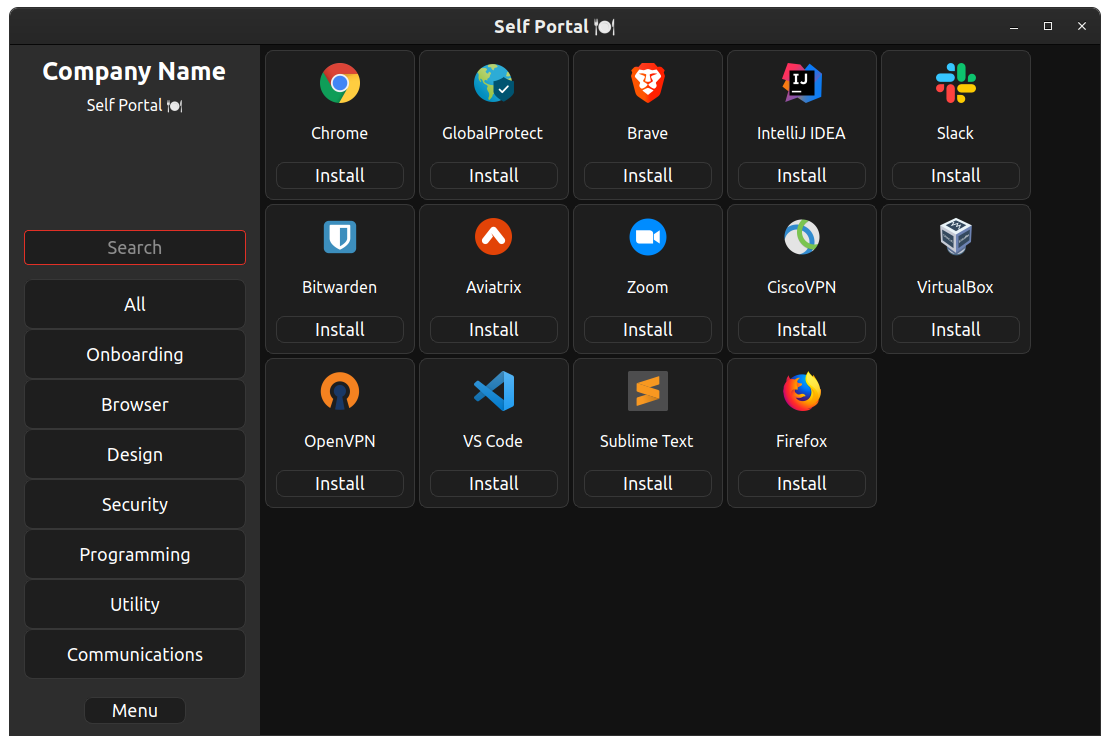 Self Portal 🍽
Company Name
Self Portal 🍽
Search
All
Onboarding
Browser
Design
Security
Programming
Utility
Communications
Menu
Chrome GlobalProtect Brave IntelliJ IDEA Slack
IJ
Install Install Install Install Install
Bitwarden Aviatrix Zoom CiscoVPN VirtualBox
Install Install Install Install Install
OpenVPN VS Code Sublime Text Firefox
Install Install Install Install